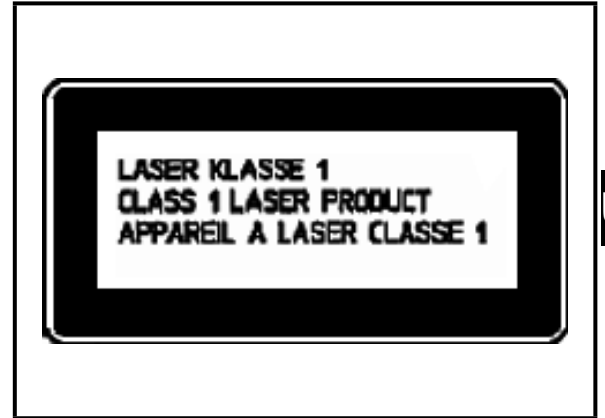 LASER KLASSE 1
CLASS 1 LASER PRODUCT
APPAREIL A LASER CLASSE 1